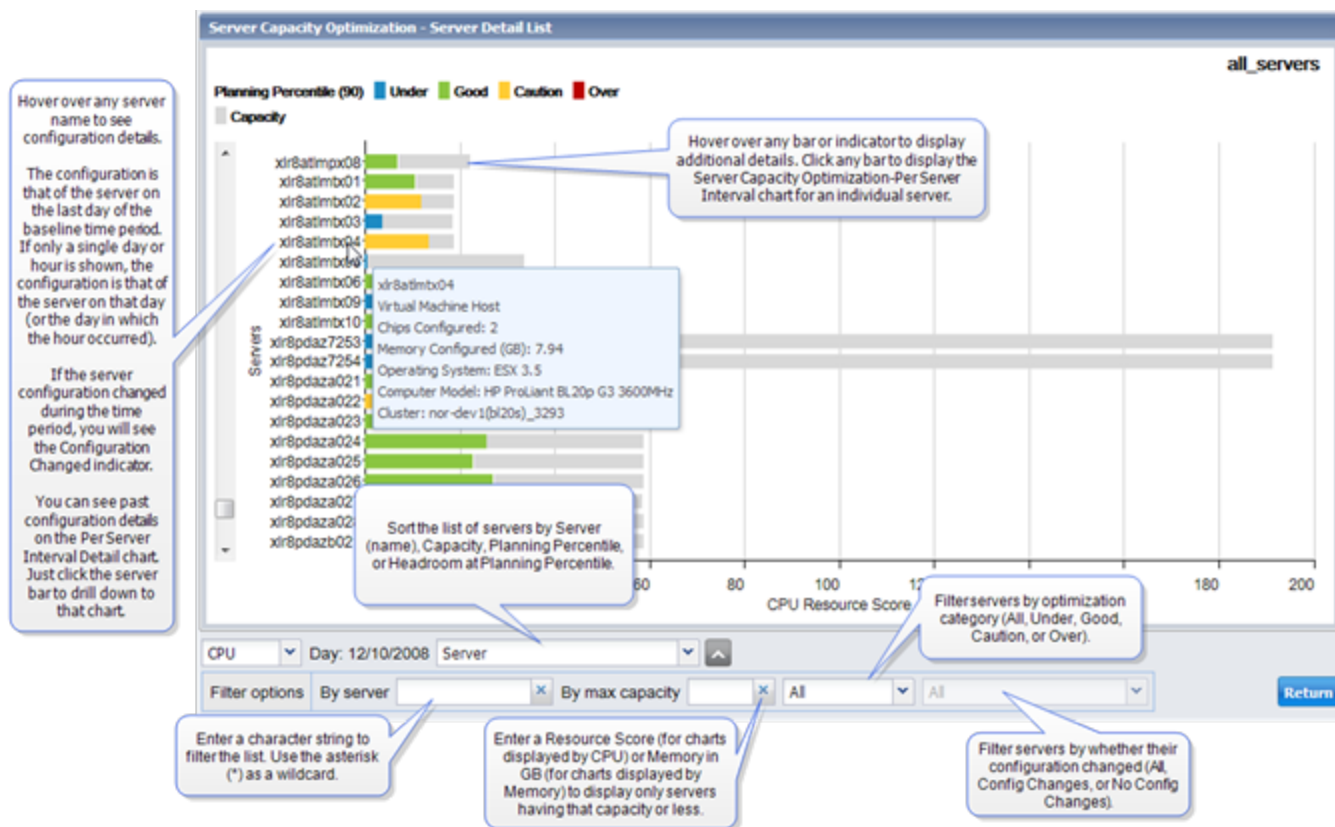 Server Capacity Optimization - Server Detail List
all_servers
Planning Percentile (90) Under Good Caution Over
Capacity
Hover over any server
name to see
configuration details.
The configuration is
that of the server on
the last day of the
baseline time period.
If only a single day or
hour is shown, the
configuration is that of
the server on that day
(or the day in which
the hour occurred).
If the server
configuration changed
during the time
period, you will see
the Configuration
Changed indicator.
You can see past
configuration details
on the Per Server
Interval Detail chart.
Just click the server
bar to drill down to
that chart.
Hover over any bar or indicator to display
additional details. Click any bar to display the
Server Capacity Optimization-Per Server
Interval chart for an individual server.
Servers
xlr8atlmpx08
xlr8atlmtx01
xlr8atlmtx02
xlr8atlmtx03
xlr8atlmtx04
xlr8atlmtx
xlr8atlmtx06
xlr8atlmtx09
xlr8atlmtx10
xlr8pdaz7253
xlr8pdaz7254
xlr8pdaza021
xlr8pdaza022
xlr8pdaza023
xlr8pdaza024
xlr8pdaza025
xlr8pdaza026
xlr8pdaza02
xlr8pdaza02
xlr8pdazb02
xlr8atlmtx04
Virtual Machine Host
Chips Configured: 2
Memory Configured (GB): 7.94
Operating System: ESX 3.5
Computer Model: HP ProLiant BL20p G3 3600MHz
Cluster: nor-dev1(bl20s)_3293
Sort the list of servers by Server
(name), Capacity, Planning Percentile,
or Headroom at Planning Percentile.
60 80 100 180 200
CPU Resource Score
Filter servers by optimization
category (All, Under, Good,
Caution, or Over).
CPU Day: 12/10/2008 Server
Filter options By server By max capacity All All Return
Enter a character string to
filter the list. Use the asterisk
(*) as a wildcard.
Enter a Resource Score (for charts
displayed by CPU) or Memory in
GB (for charts displayed by
Memory) to display only servers
having that capacity or less.
Filter servers by whether their
configuration changed (All,
Config Changes, or No Config
Changes).